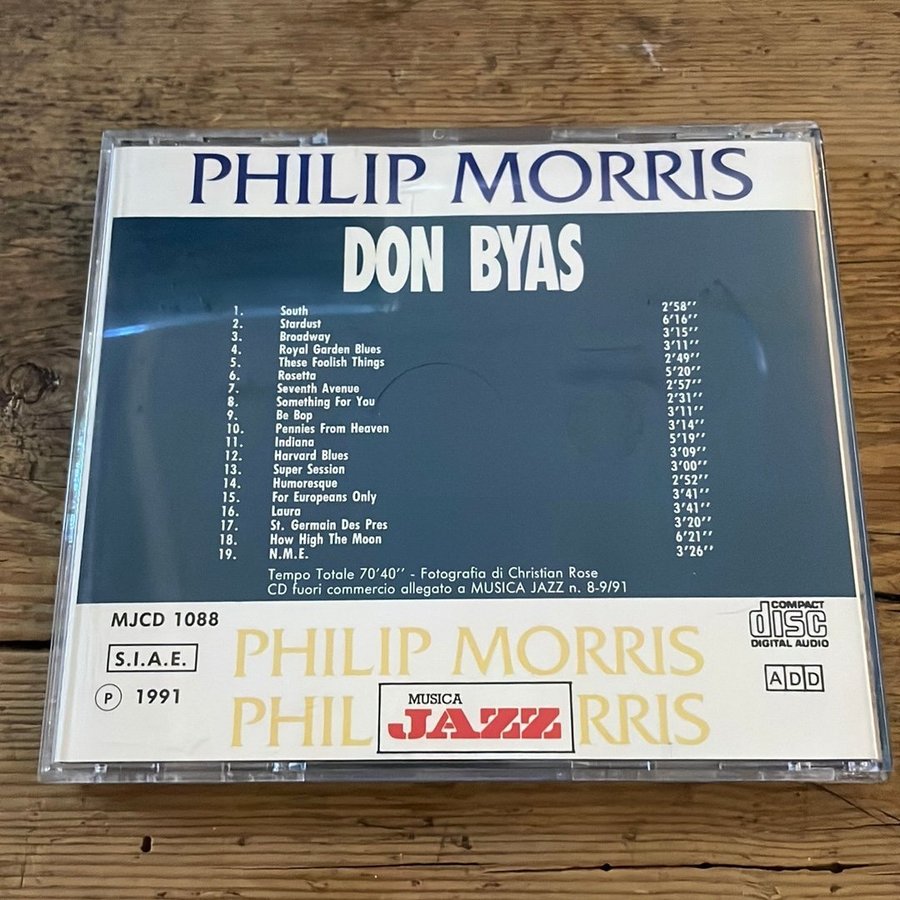 PHILIP MORRIS
DON BYAS
1. South 2'58''
2. Stardust 6'16''
3. Broadway 3'15''
4. Royal Garden Blues 3'11''
5. These Foolish Things 2'49''
6. Rosetta 5'20''
7. Seventh Avenue 2'57''
8. Something For You 2'31''
9. Be Bop 3'11''
10. Pennies From Heaven 3'14''
11. Indiana 5'19''
12. Harvard Blues 3'09''
13. Super Session 3'00''
14. Humoresque 2'52''
15. For Europeans Only 3'41''
16. Laura 3'41''
17. St. Germain Des Pres 3'20''
18. How High The Moon 6'21''
19. N.M.E. 3'26''
Tempo Totale 70'40'' - Fotografia di Christian Rose
CD fuori commercio allegato a MUSICA JAZZ n. 8-9/91
MJCD 1088
S.I.A.E.
℗ 1991
PHILIP MORRIS
PHIL RRIS
MUSICA
JAZZ
COMPACT
disc
DIGITAL AUDIO
ADD